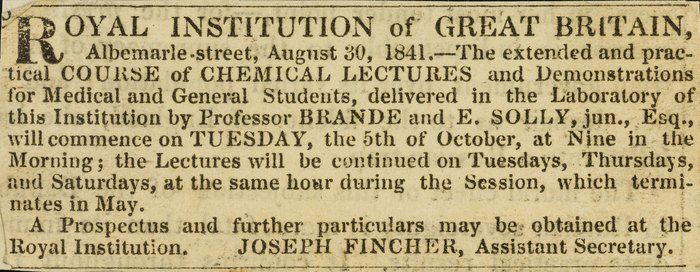 ROYAL INSTITUTION of GREAT BRITAIN,
Albemarle-street, August 30, 1841.—The extended and prac-
tical COURSE of CHEMICAL LECTURES and Demonstrations
for Medical and General Students, delivered in the Laboratory of
this Institution by Professor BRANDE and E. SOLLY, jun., Esq.,
will commence on TUESDAY, the 5th of October, at Nine in the
Morning; the Lectures will be continued on Tuesdays, Thursdays,
and Saturdays, at the same hour during the Session, which termi-
nates in May.
A Prospectus and further particulars may be obtained at the
Royal Institution. JOSEPH FINCHER, Assistant Secretary.